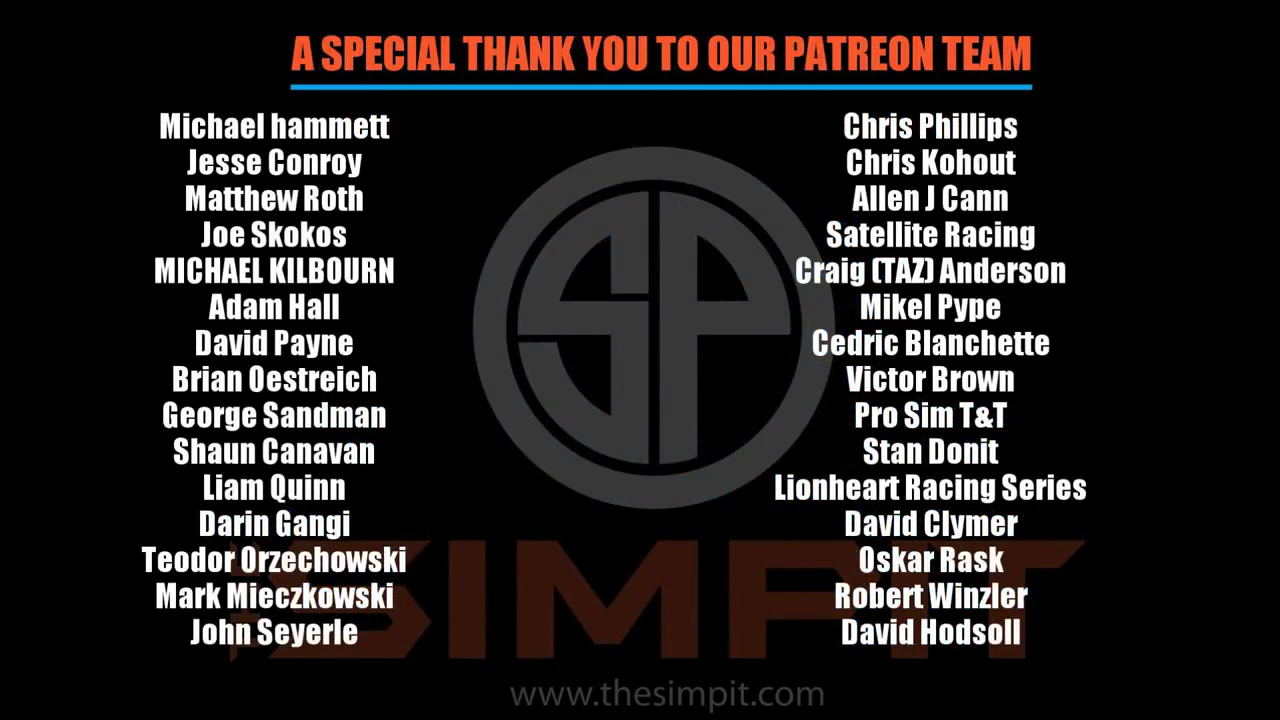 A SPECIAL THANK YOU TO OUR PATREON TEAM
Michael hammett
Jesse Conroy
Matthew Roth
Joe Skokos
MICHAEL KILBOURN
Adam Hall
David Payne
Brian Oestreich
George Sandman
Shaun Canavan
Liam Quinn
Darin Gangi
Teodor Orzechowski
Mark Mieczkowski
John Seyerle
Chris Phillips
Chris Kohout
Allen J Cann
Satellite Racing
Craig (TAZ) Anderson
Mikel Pype
Cedric Blanchette
Victor Brown
Pro Sim T&T
Stan Donit
Lionheart Racing Series
David Clymer
Oskar Rask
Robert Winzler
David Hodsoll
SP
SIMPIT
www.thesimpit.com